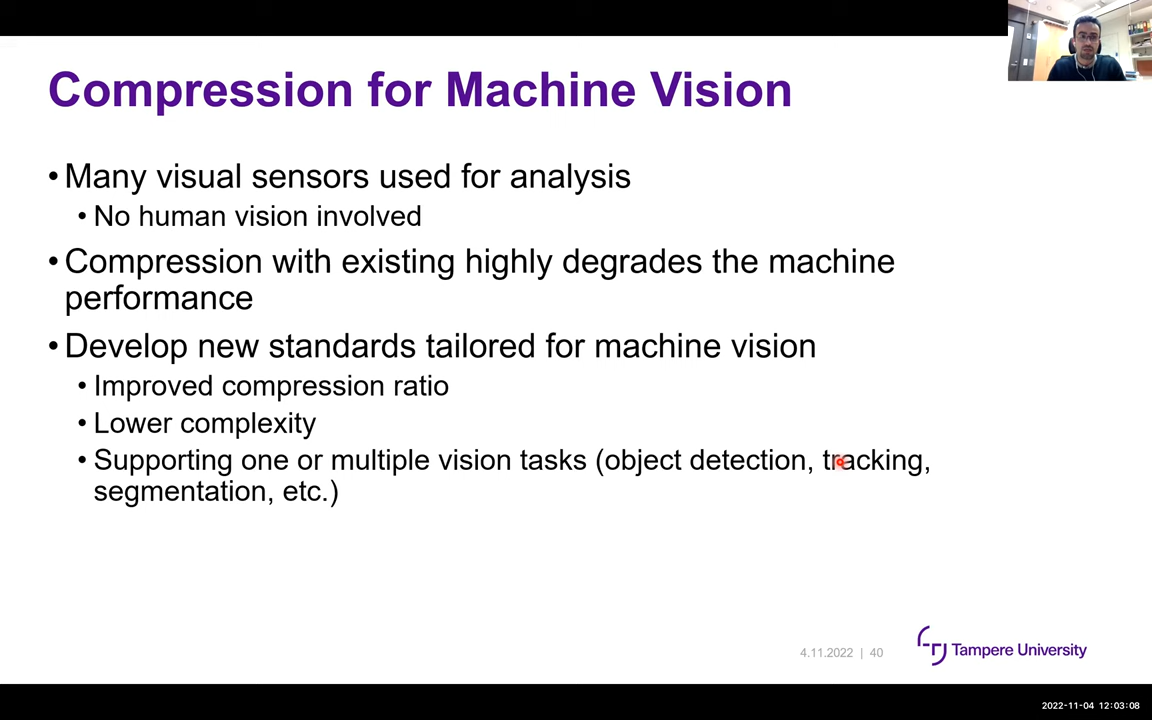 Compression for Machine Vision
• Many visual sensors used for analysis
• No human vision involved
• Compression with existing highly degrades the machine
performance
• Develop new standards tailored for machine vision
• Improved compression ratio
• Lower complexity
• Supporting one or multiple vision tasks (object detection, tracking,
segmentation, etc.)
4.11.2022 | 40
Tampere University
2022-11-04 12:03:08